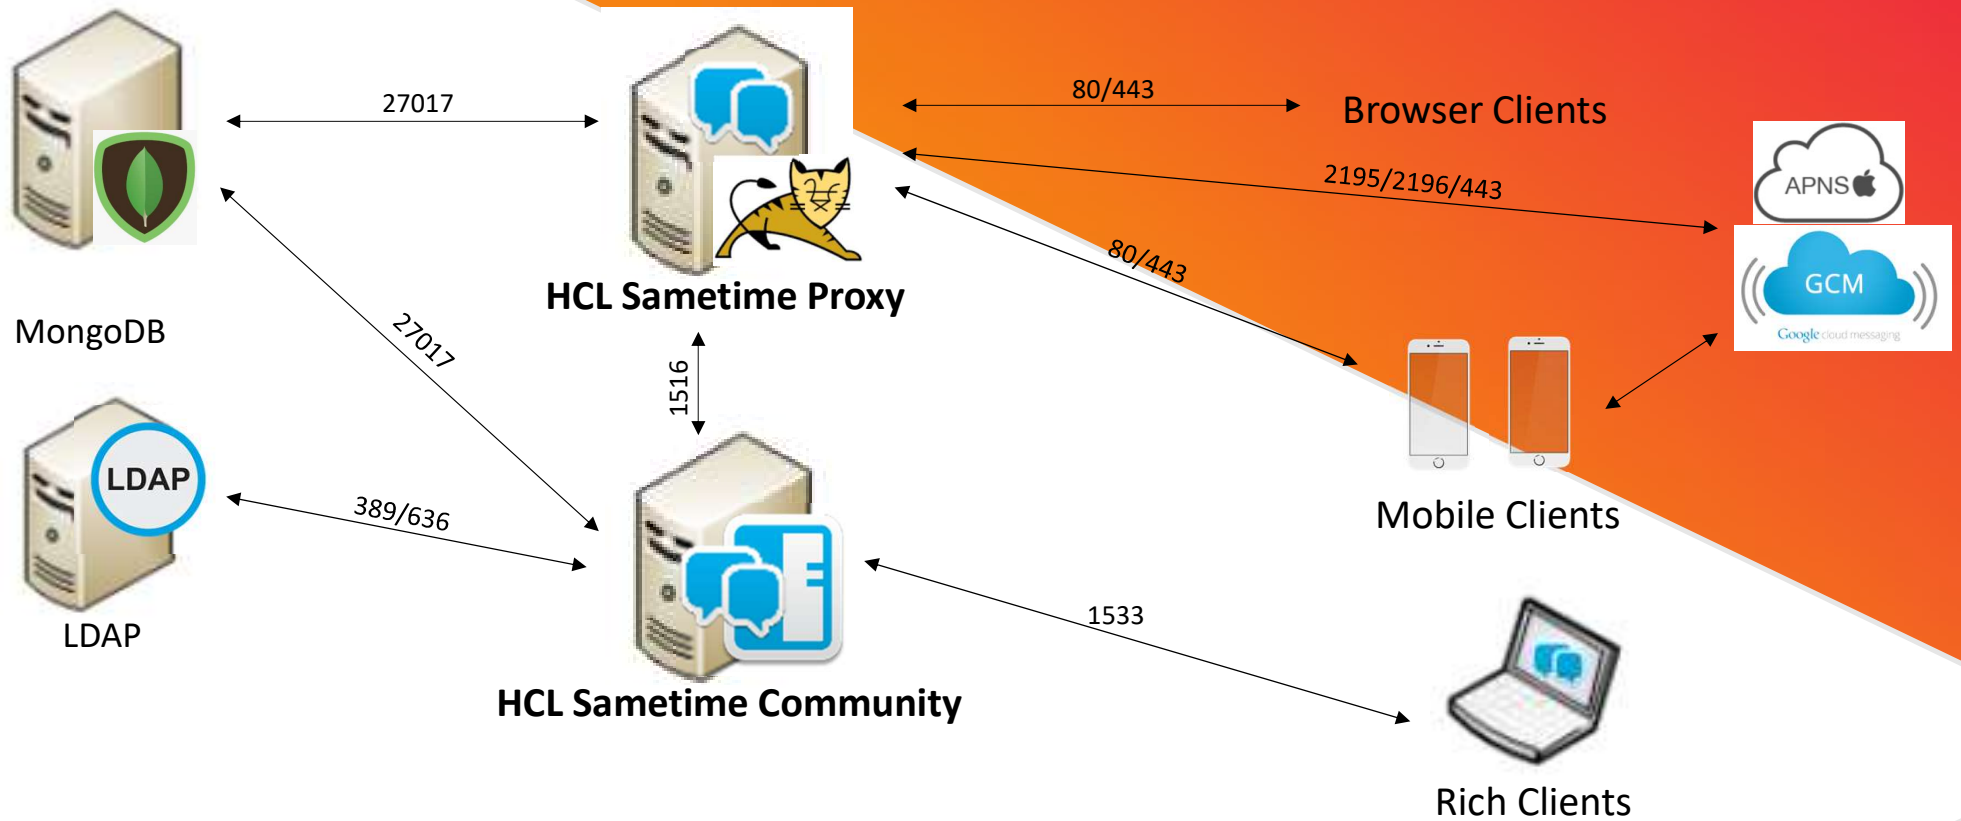 27017
80/443
Browser Clients
2195/2196/443
APNS
GCM
Google cloud messaging
80/443
HCL Sametime Proxy
MongoDB
27017
1516
LDAP
389/636
Mobile Clients
1533
LDAP
HCL Sametime Community
Rich Clients